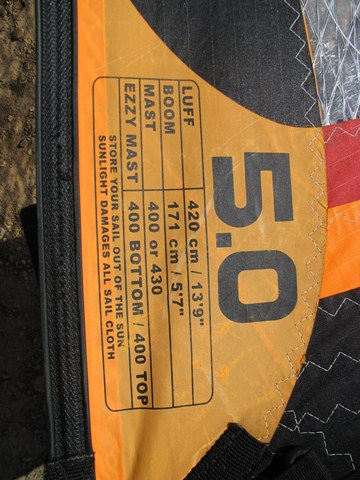 5.0
LUFF 420 cm / 13'9"
BOOM 171 cm / 5'7"
MAST 400 or 430
EZZY MAST 400 BOTTOM / 400 TOP
STORE YOUR SAIL OUT OF THE SUN
SUNLIGHT DAMAGES ALL SAIL CLOTH